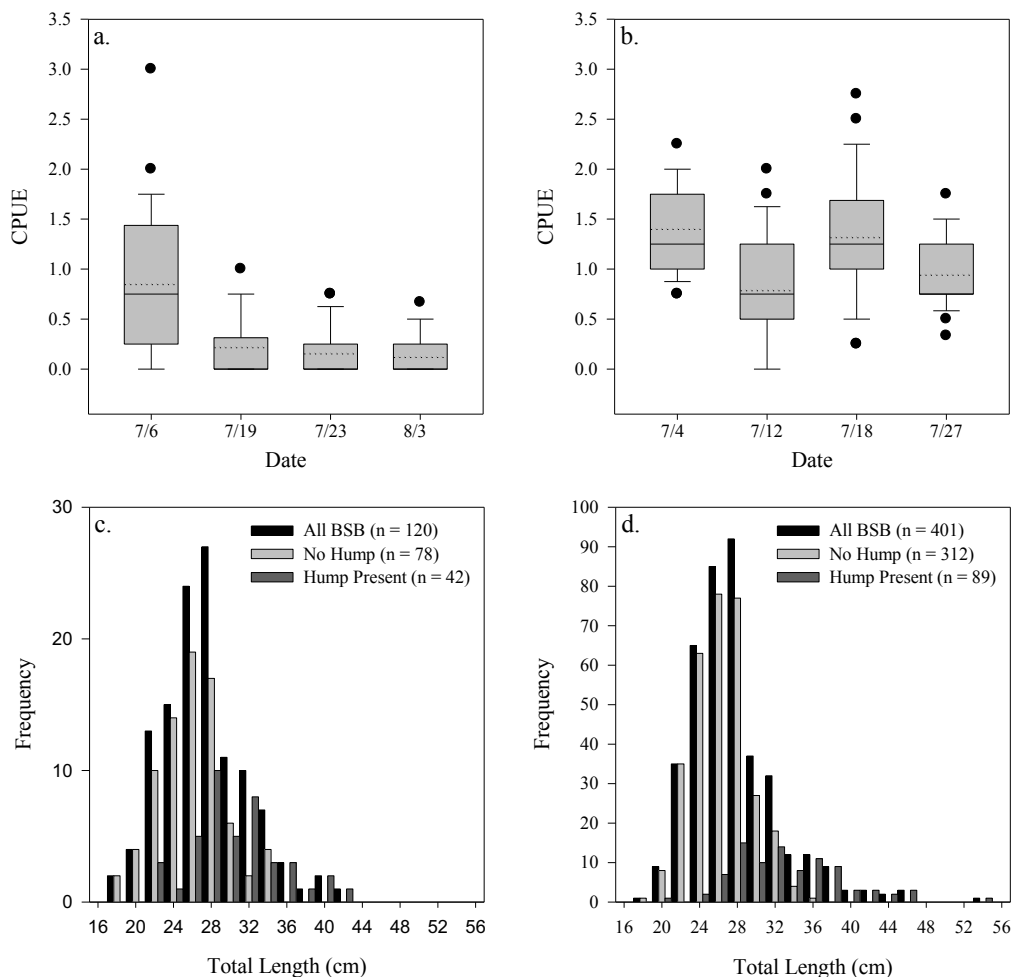 a.
3.5
3.0
2.5
2.0
1.5
1.0
0.5
0.0
CPUE
7/6 7/19 7/23 8/3
Date
b.
3.5
3.0
2.5
2.0
1.5
1.0
0.5
0.0
CPUE
7/4 7/12 7/18 7/27
Date
c.
30
20
10
0
Frequency
All BSB (n = 120)
No Hump (n = 78)
Hump Present (n = 42)
16 20 24 28 32 36 40 44 48 52 56
Total Length (cm)
d.
100
90
80
70
60
50
40
30
20
10
0
Frequency
All BSB (n = 401)
No Hump (n = 312)
Hump Present (n = 89)
16 20 24 28 32 36 40 44 48 52 56
Total Length (cm)